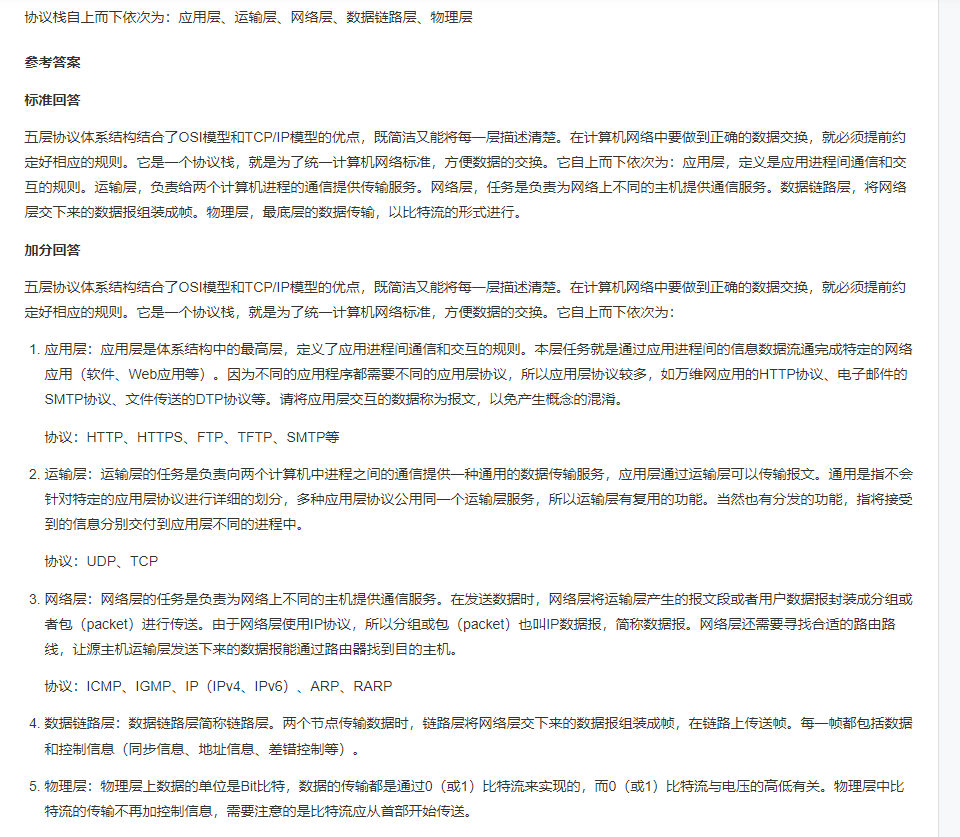 协议栈自上而下依次为：应用层、运输层、网络层、数据链路层、物理层
参考答案
标准回答
五层协议体系结构结合了OSI模型和TCP/IP模型的优点，既简洁又能将每一层描述清楚。在计算机网络中要做到正确的数据交换，就必须提前约
定好相应的规则。它是一个协议栈，就是为了统一计算机网络标准，方便数据的交换。它自上而下依次为：应用层，定义是应用进程间通信和交
互的规则。运输层，负责给两个计算机进程的通信提供传输服务。网络层，任务是负责为网络上不同的主机提供通信服务。数据链路层，将网络
层交下来的数据报组装成帧。物理层，最底层的数据传输，以比特流的形式进行。
加分回答
五层协议体系结构结合了OSI模型和TCP/IP模型的优点，既简洁又能将每一层描述清楚。在计算机网络中要做到正确的数据交换，就必须提前约
定好相应的规则。它是一个协议栈，就是为了统一计算机网络标准，方便数据的交换。它自上而下依次为：
1. 应用层：应用层是体系结构中的最高层，定义了应用进程间通信和交互的规则。本层任务就是通过应用进程间的信息数据流通完成特定的网络
应用（软件、Web应用等）。因为不同的应用程序都需要不同的应用层协议，所以应用层协议较多，如万维网应用的HTTP协议、电子邮件的
SMTP协议、文件传送的DTP协议等。请将应用层交互的数据称为报文，以免产生概念的混淆。
协议：HTTP、HTTPS、FTP、TFTP、SMTP等
2. 运输层：运输层的任务是负责向两个计算机中进程之间的通信提供一种通用的数据传输服务，应用层通过运输层可以传输报文。通用是指不会
针对特定的应用层协议进行详细的划分，多种应用层协议公用同一个运输层服务，所以运输层有复用的功能。当然也有分发的功能，指将接受
到的信息分别交付到应用层不同的进程中。
协议：UDP、TCP
3. 网络层：网络层的任务是负责为网络上不同的主机提供通信服务。在发送数据时，网络层将运输层产生的报文段或者用户数据报封装成分组或
者包（packet）进行传送。由于网络层使用IP协议，所以分组或包（packet）也叫IP数据报，简称数据报。网络层还需要寻找合适的路由路
线，让源主机运输层发送下来的数据报能通过路由器找到目的主机。
协议：ICMP、IGMP、IP（IPv4、IPv6）、ARP、RARP
4. 数据链路层：数据链路层简称链路层。两个节点传输数据时，链路层将网络层交下来的数据报组装成帧，在链路上传送帧。每一帧都包括数据
和控制信息（同步信息、地址信息、差错控制等）。
5. 物理层：物理层上数据的单位是Bit比特，数据的传输都是通过0（或1）比特流来实现的，而0（或1）比特流与电压的高低有关。物理层中比
特流的传输不再加控制信息，需要注意的是比特流应从首部开始传送。